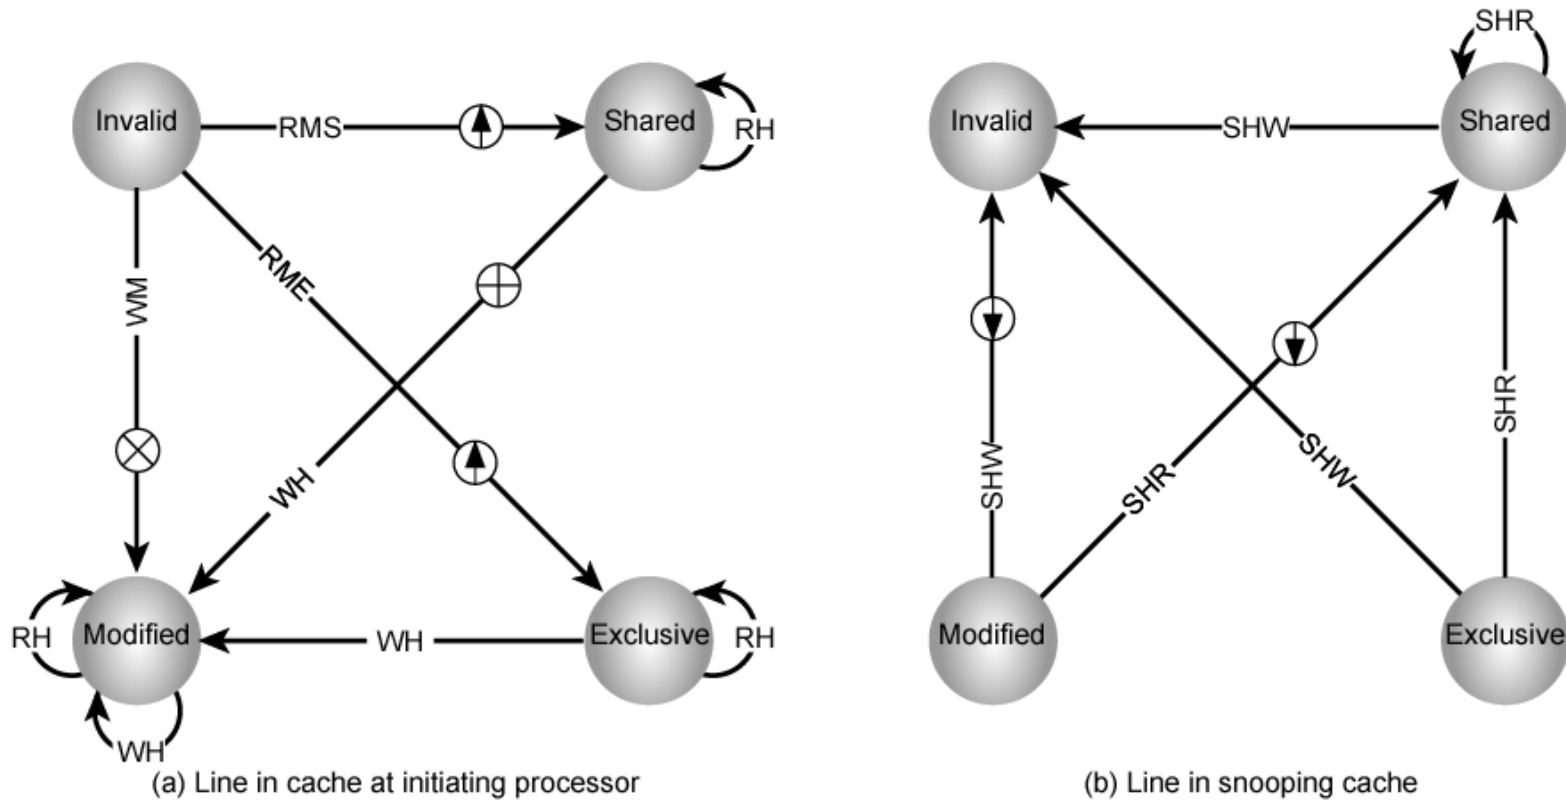 Invalid
RMS
Shared
RH
WM
RME
WH
Modified
RH
WH
WH
Exclusive
RH
(a) Line in cache at initiating processor
SHR
Invalid
SHW
Shared
SHW
SHR
SHW
SHR
Modified
Exclusive
(b) Line in snooping cache